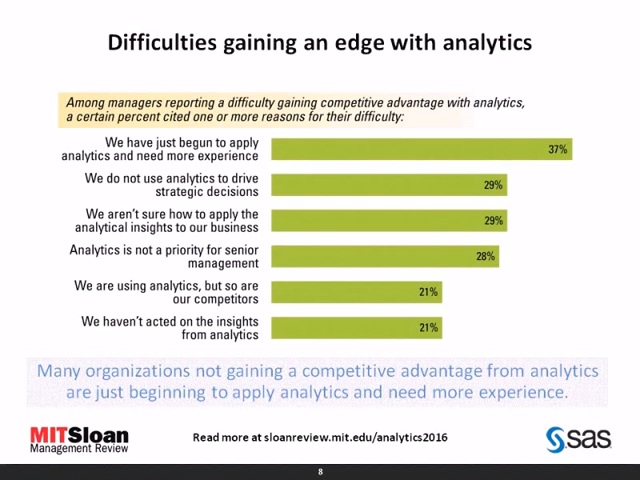 Difficulties gaining an edge with analytics
Among managers reporting a difficulty gaining competitive advantage with analytics,
a certain percent cited one or more reasons for their difficulty:
We have just begun to apply
analytics and need more experience
37%
We do not use analytics to drive
strategic decisions
29%
We aren't sure how to apply the
analytical insights to our business
29%
Analytics is not a priority for senior
management
28%
We are using analytics, but so are
our competitors
21%
We haven't acted on the insights
from analytics
21%
Many organizations not gaining a competitive advantage from analytics
are just beginning to apply analytics and need more experience.
MITSloan
Management Review
Read more at sloanreview.mit.edu/analytics2016
sas
8